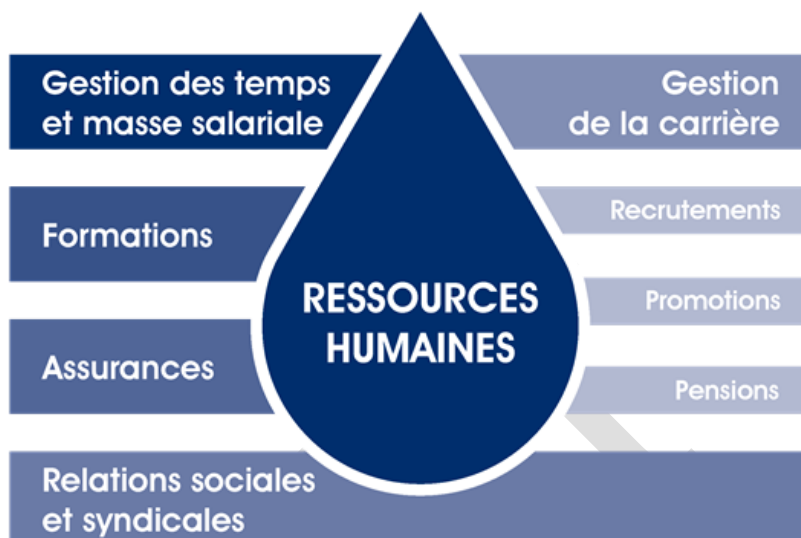 Gestion des temps
et masse salariale
Formations
Assurances
Relations sociales
et syndicales
RESSOURCES
HUMAINES
Gestion
de la carrière
Recrutements
Promotions
Pensions